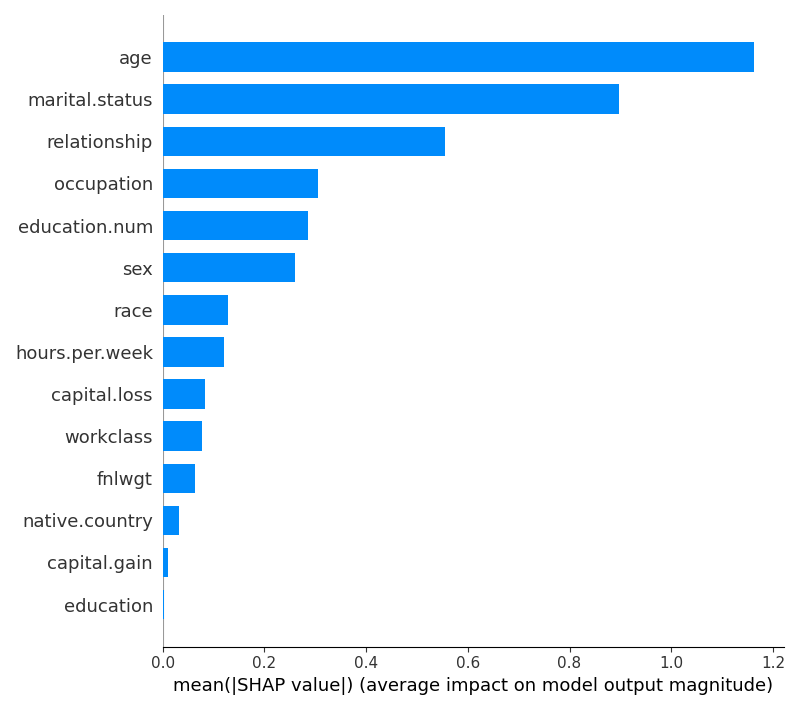 age
marital.status
relationship
occupation
education.num
sex
race
hours.per.week
capital.loss
workclass
fnlwgt
native.country
capital.gain
education
0.0 0.2 0.4 0.6 0.8 1.0 1.2
mean(|SHAP value|) (average impact on model output magnitude)